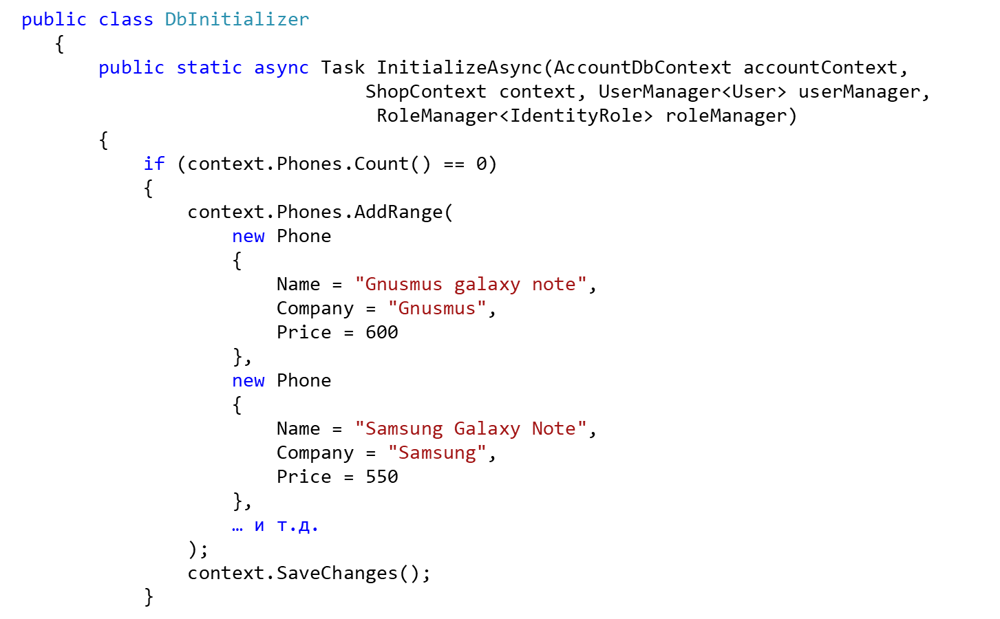 public class DbInitializer
{
public static async Task InitializeAsync(AccountDbContext accountContext,
ShopContext context, UserManager<User> userManager,
RoleManager<IdentityRole> roleManager)
{
if (context.Phones.Count() == 0)
{
context.Phones.AddRange(
new Phone
{
Name = "Gnusmus galaxy note",
Company = "Gnusmus",
Price = 600
},
new Phone
{
Name = "Samsung Galaxy Note",
Company = "Samsung",
Price = 550
},
… и т.д.
);
context.SaveChanges();
}